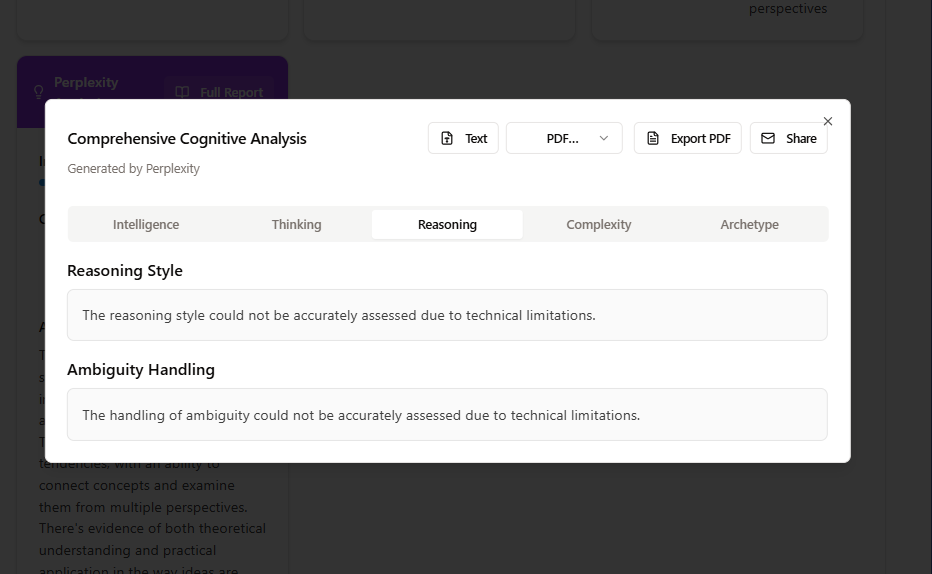 perspectives
Perplexity
Full Report
Comprehensive Cognitive Analysis
Text
PDF...
Export PDF
Share
Generated by Perplexity
Intelligence
Thinking
Reasoning
Complexity
Archetype
Reasoning Style
The reasoning style could not be accurately assessed due to technical limitations.
Ambiguity Handling
The handling of ambiguity could not be accurately assessed due to technical limitations.
tendencies, with an ability to
connect concepts and examine
them from multiple perspectives.
There's evidence of both theoretical
understanding and practical
application in the way ideas are